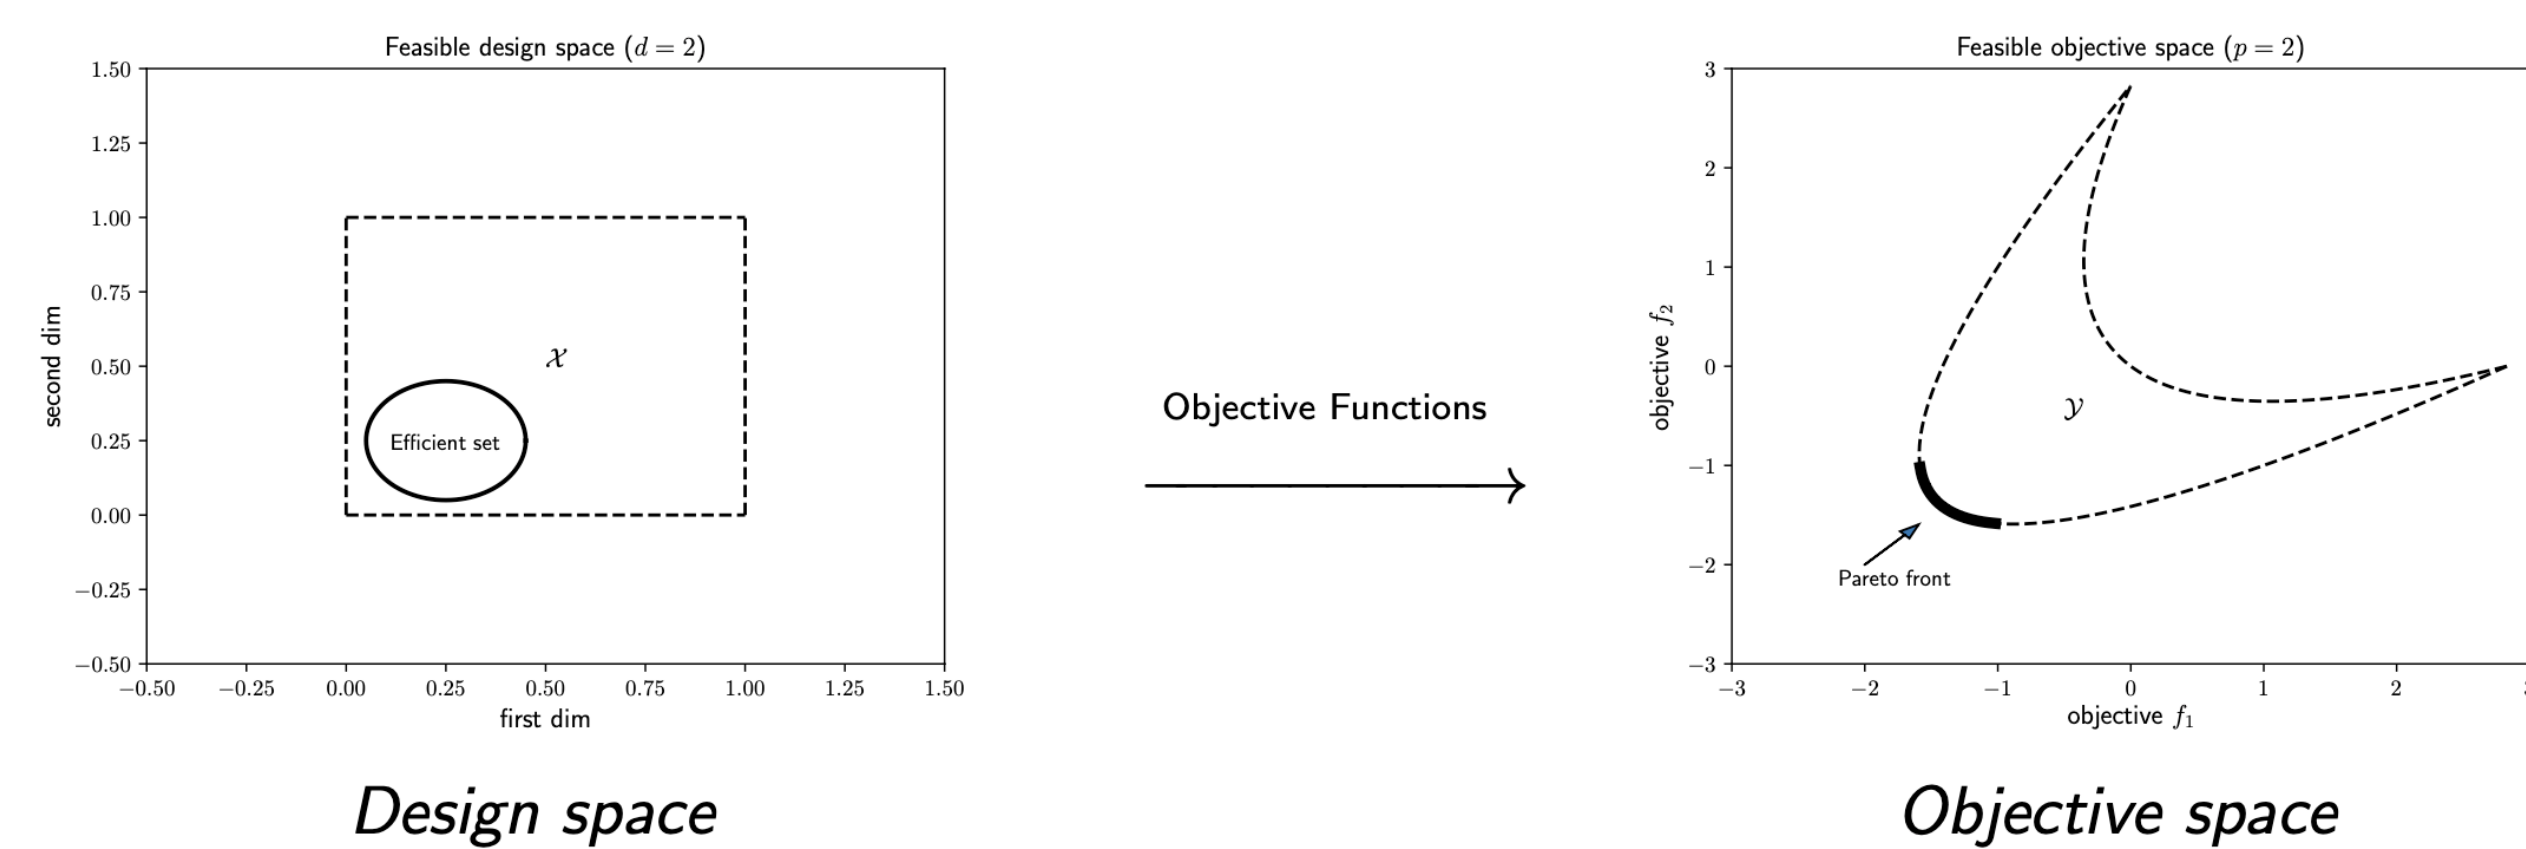 Feasible design space (d = 2)
1.50
1.25
1.00
0.75
0.50
0.25
0.00
−0.25
−0.50
second dim
𝒳
Efficient set
−0.50 −0.25 0.00 0.25 0.50 0.75 1.00 1.25 1.50
first dim
Design space
Objective Functions
Feasible objective space (p = 2)
3
2
1
0
−1
−2
−3
objective f₂
𝒴
Pareto front
−3 −2 −1 0 1 2
objective f₁
Objective space